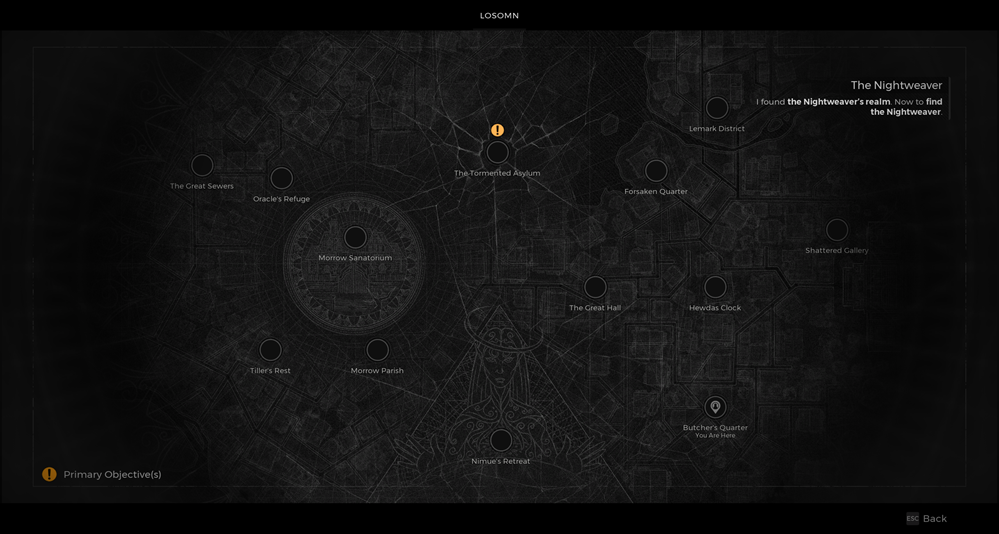 LOSOMN
The Nightweaver
I found the Nightweaver's realm. Now to find
the Nightweaver.
Lemark District
The Tormented Asylum
The Great Sewers
Oracle's Refuge
Forsaken Quarter
Shattered Gallery
Morrow Sanatorium
The Great Hall
Hewdas Clock
Tiller's Rest
Morrow Parish
Butcher's Quarter
You Are Here
Nimue's Retreat
Primary Objective(s)
ESC Back